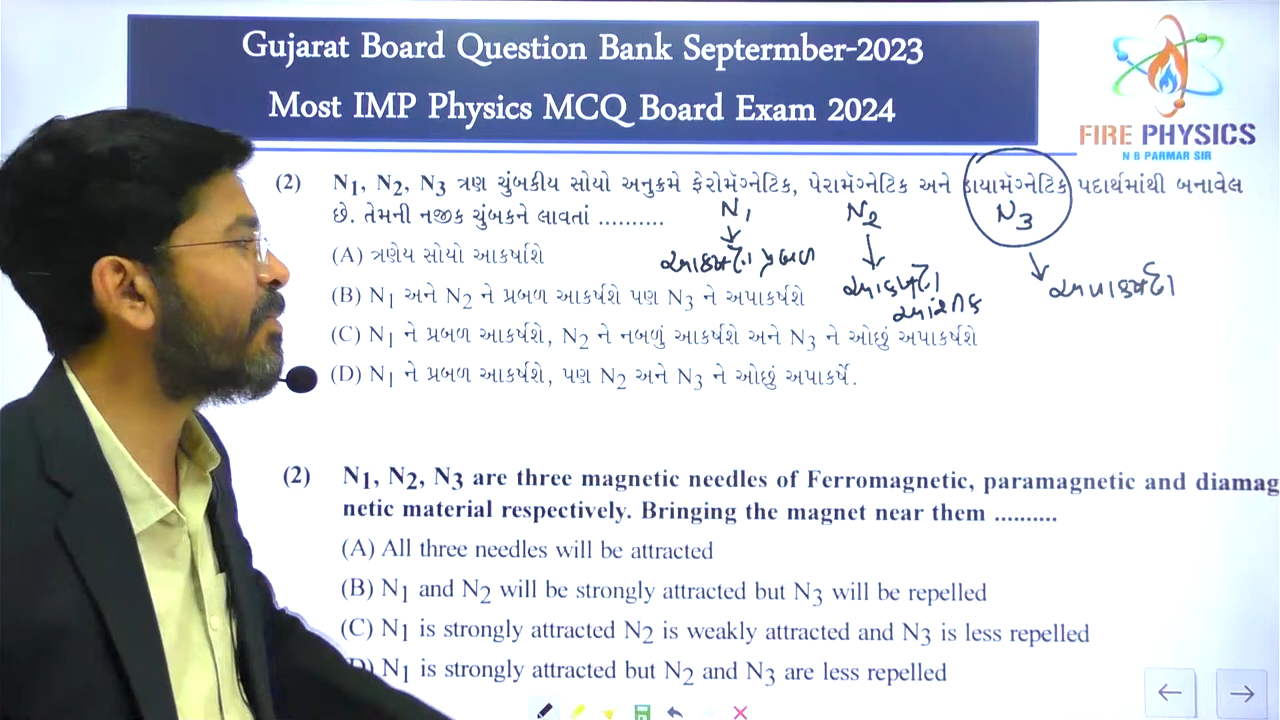 Gujarat Board Question Bank Septermber-2023
Most IMP Physics MCQ Board Exam 2024
FIRE PHYSICS
N B PARMAR SIR
(2) N1, N2, N3 ત્રણ ચુંબકીય સોયો અનુક્રમે ફેરોમૅગ્નેટિક, પેરામૅગ્નેટિક અને ડાયામૅગ્નેટિક પદાર્થમાંથી બનાવેલ
છે. તેમની નજીક ચુંબકને લાવતાં ..........
N1 N2 N3
(A) ત્રણેય સોયો આકર્ષાશે
(B) N1 અને N2 ને પ્રબળ આકર્ષશે પણ N3 ને અપાકર્ષશે
(C) N1 ને પ્રબળ આકર્ષશે, N2 ને નબળું આકર્ષશે અને N3 ને ઓછું અપાકર્ષશે
(D) N1 ને પ્રબળ આકર્ષશે, પણ N2 અને N3 ને ઓછું અપાકર્ષે.
(2) N1, N2, N3 are three magnetic needles of Ferromagnetic, paramagnetic and diamag
netic material respectively. Bringing the magnet near them ..........
(A) All three needles will be attracted
(B) N1 and N2 will be strongly attracted but N3 will be repelled
(C) N1 is strongly attracted N2 is weakly attracted and N3 is less repelled
D) N1 is strongly attracted but N2 and N3 are less repelled